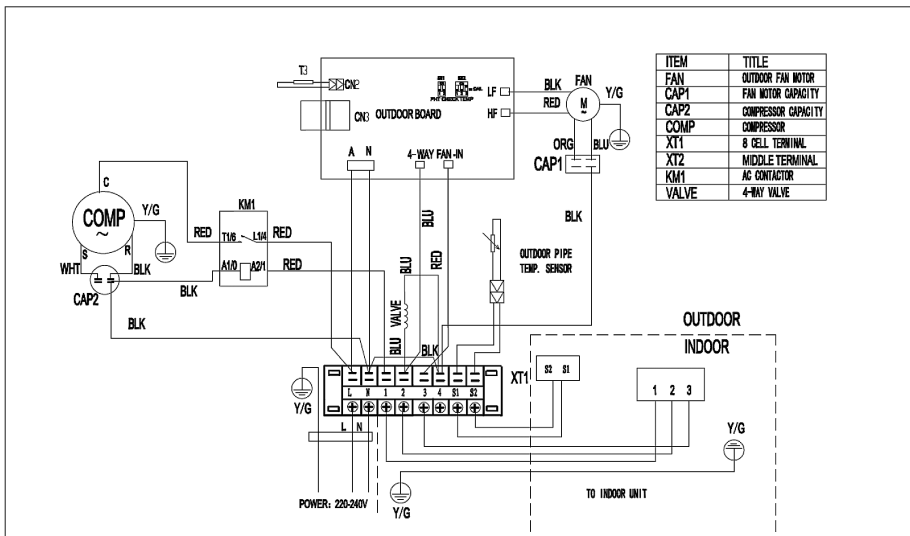 T3
CN2
CN3
OUTDOOR BOARD
SW1
SW2
PHT CHECK TEMP
LF
HF
BLK
RED
FAN
M
~
Y/G
ORG
BLU
CAP1
A N
4-WAY FAN-IN
ITEM TITLE
FAN OUTDOOR FAN MOTOR
CAP1 FAN MOTOR CAPACITY
CAP2 COMPRESSOR CAPACITY
COMP COMPRESSOR
XT1 8 CELL TERMINAL
XT2 MIDDLE TERMINAL
KM1 AC CONTACTOR
VALVE 4-WAY VALVE
C
COMP
~
S
R
Y/G
WHT
BLK
CAP2
KM1
RED
T1/6
L1/4
RED
A1/0
A2/1
RED
BLK
BLK
BLU
BLU
RED
VALVE
BLU
BLK
BLK
OUTDOOR PIPE
TEMP. SENSOR
OUTDOOR
INDOOR
XT1
S2 S1
1 2 3
L N 1 2 3 4 S1 S2
Y/G
L N
POWER: 220-240V
Y/G
Y/G
TO INDOOR UNIT